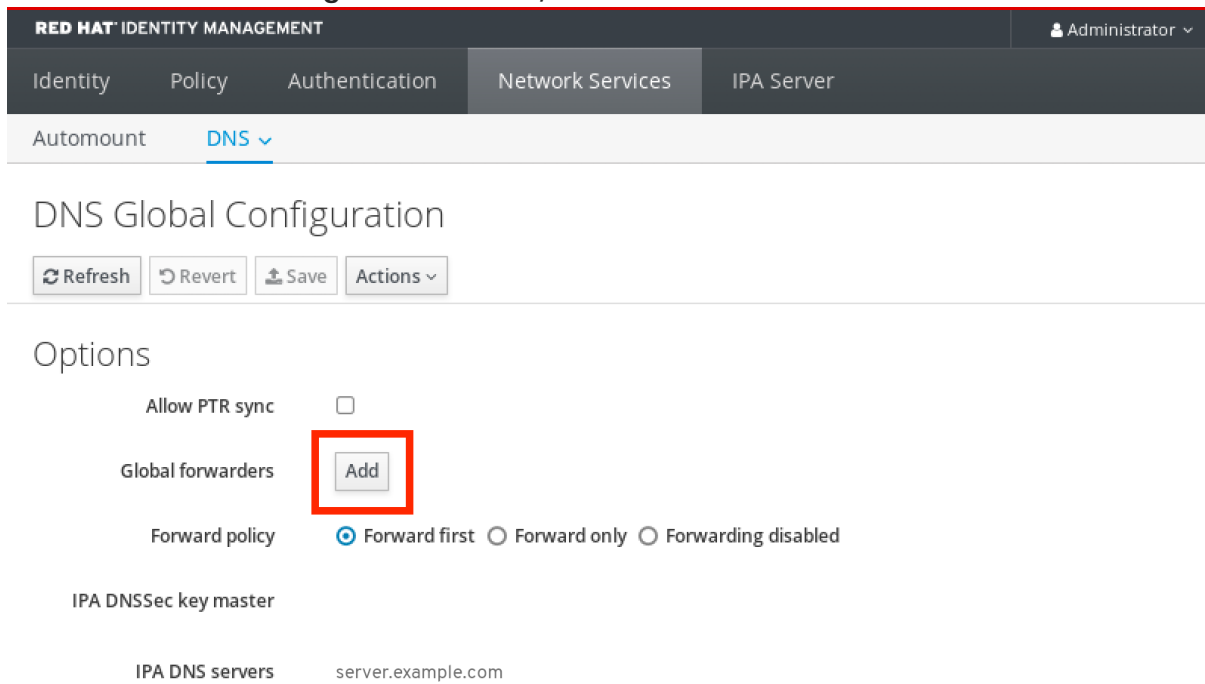 RED HAT® IDENTITY MANAGEMENT Administrator
Identity Policy Authentication Network Services IPA Server
Automount DNS
DNS Global Configuration
Refresh Revert Save Actions
Options
Allow PTR sync
Global forwarders Add
Forward policy Forward first Forward only Forwarding disabled
IPA DNSSec key master
IPA DNS servers server.example.com